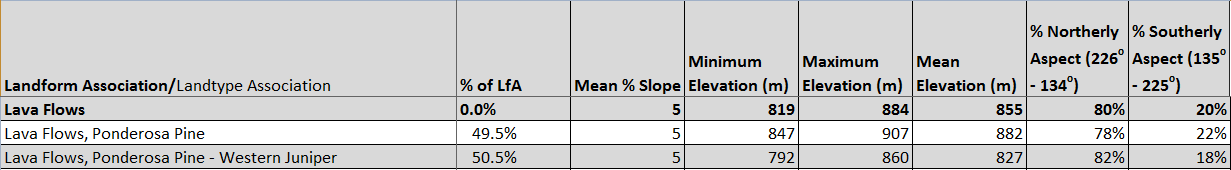 % Northerly % Southerly
Minimum Maximum Mean Aspect (226° Aspect (135°
Landform Association/Landtype Association % of LfA Mean % Slope Elevation (m) Elevation (m) Elevation (m) - 134°) - 225°)
Lava Flows 0.0% 5 819 884 855 80% 20%
Lava Flows, Ponderosa Pine 49.5% 5 847 907 882 78% 22%
Lava Flows, Ponderosa Pine - Western Juniper 50.5% 5 792 860 827 82% 18%